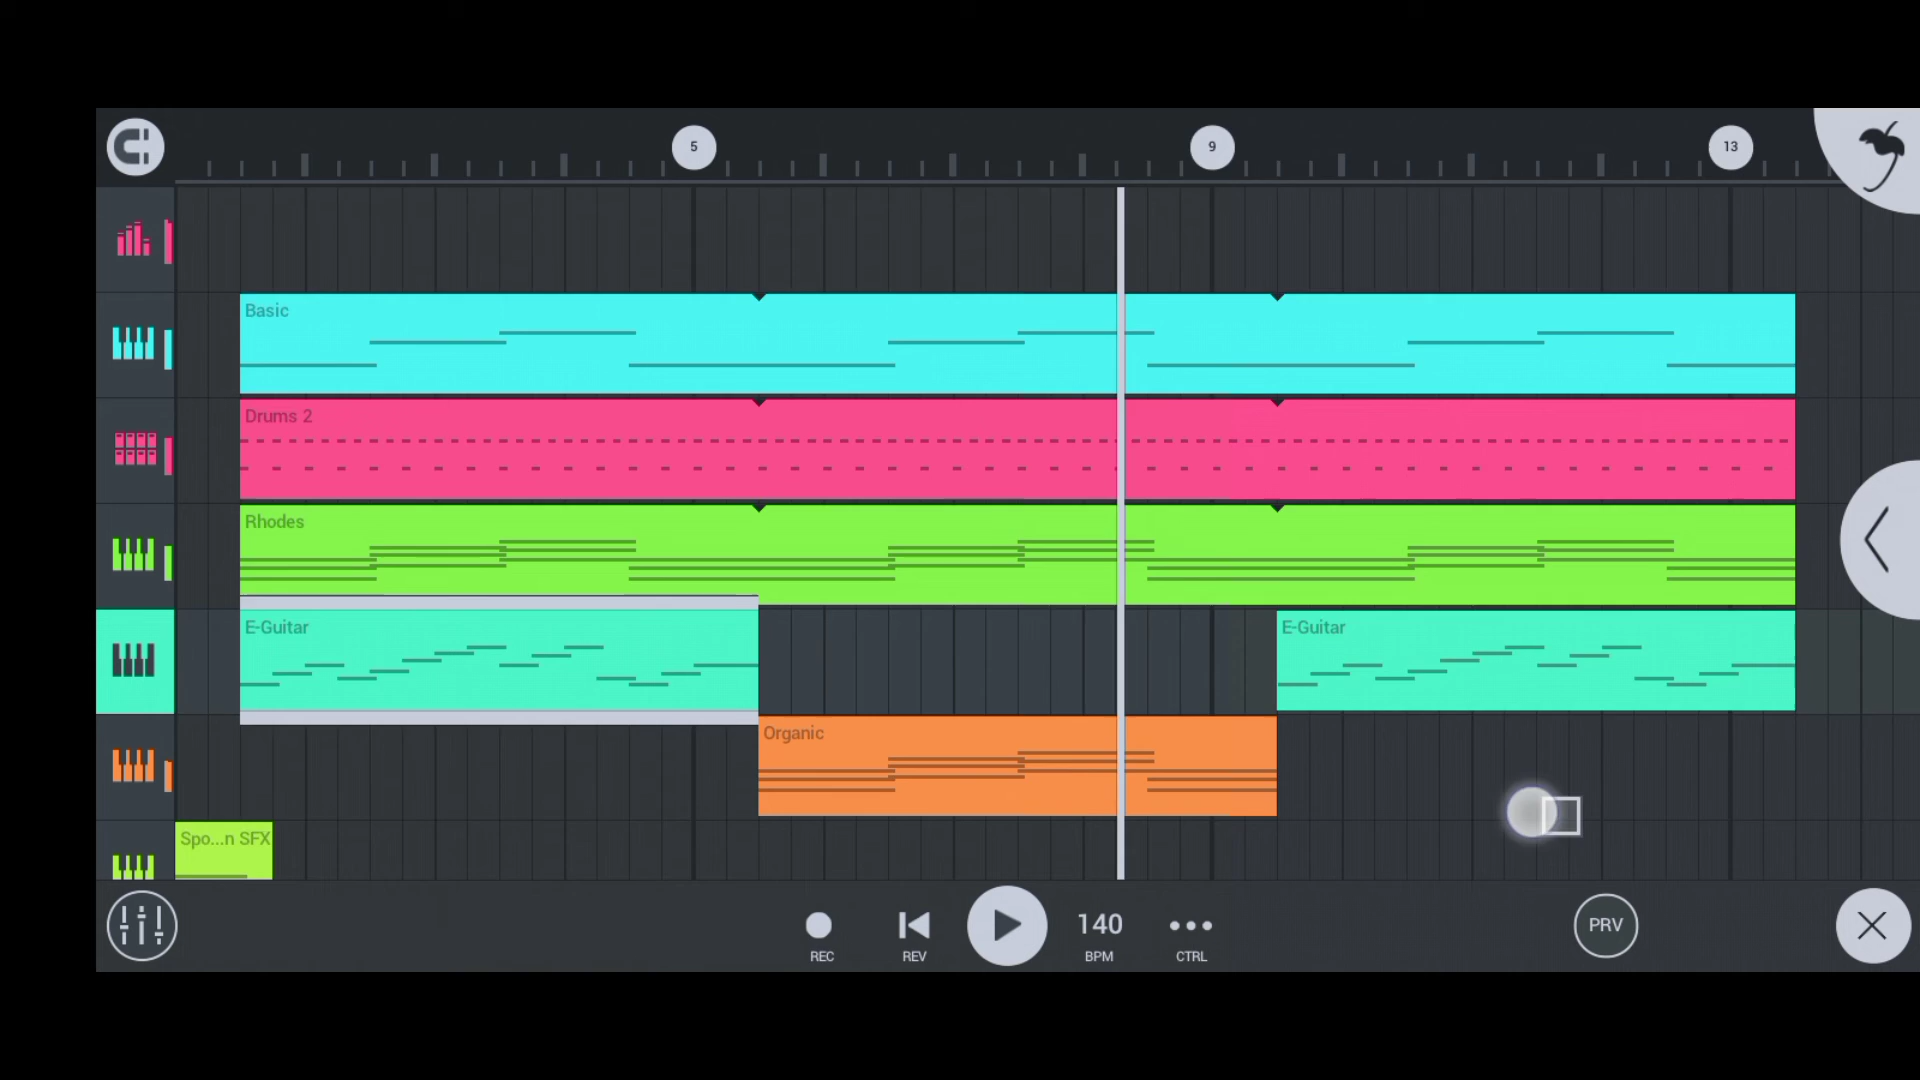 5 9 13
Basic
Drums 2
Rhodes
E-Guitar E-Guitar
Organic
Spo...n SFX
140 PRV
REC REV BPM CTRL